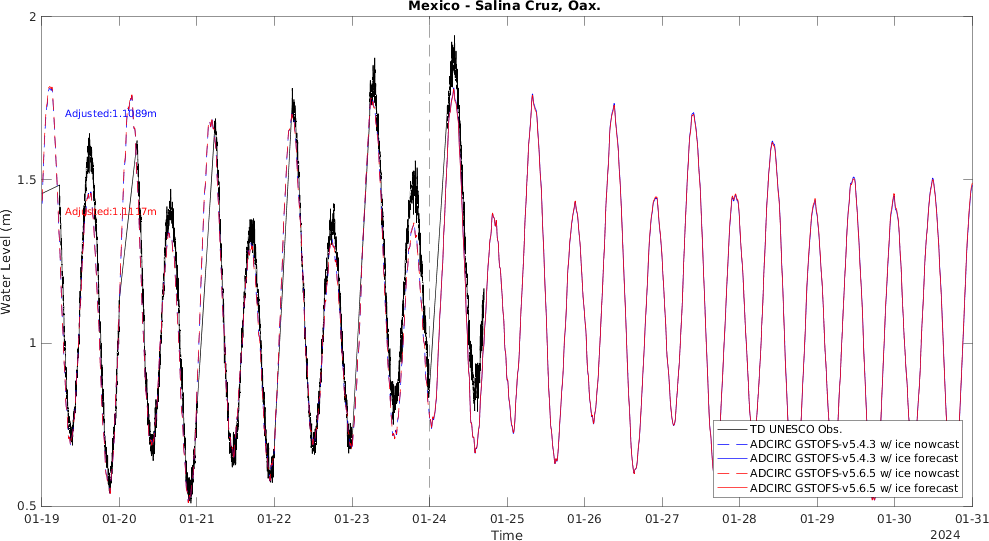 Mexico - Salina Cruz, Oax.
2
1.5
1
0.5
Water Level (m)
Adjusted:1.1089m
Adjusted:1.1117m
TD UNESCO Obs.
ADCIRC GSTOFS-v5.4.3 w/ ice nowcast
ADCIRC GSTOFS-v5.4.3 w/ ice forecast
ADCIRC GSTOFS-v5.6.5 w/ ice nowcast
ADCIRC GSTOFS-v5.6.5 w/ ice forecast
01-19 01-20 01-21 01-22 01-23 01-24 01-25 01-26 01-27 01-28 01-29 01-30 01-31
Time
2024